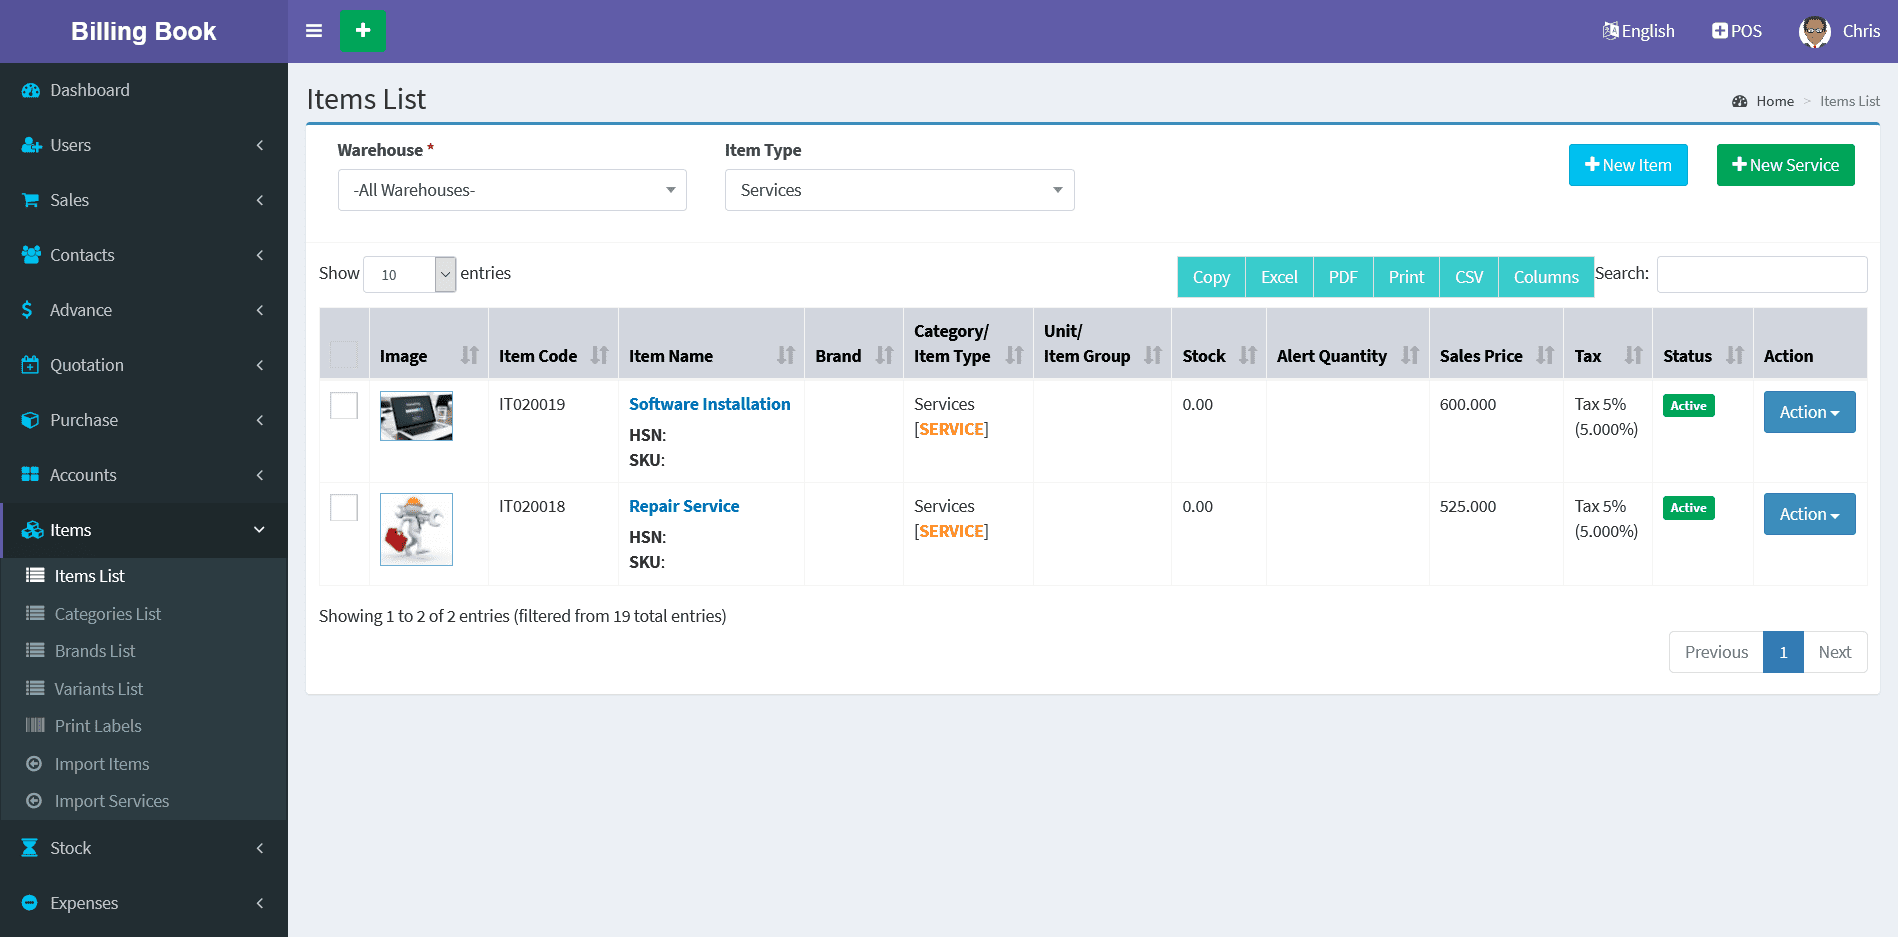 Billing Book
English
POS
Chris
Dashboard
Users
Sales
Contacts
Advance
Quotation
Purchase
Accounts
Items
Items List
Categories List
Brands List
Variants List
Print Labels
Import Items
Import Services
Stock
Expenses
Items List
Home > Items List
Warehouse *
-All Warehouses-
Item Type
Services
New Item
New Service
Show 10 entries
Copy Excel PDF Print CSV Columns
Search:
Image Item Code Item Name Brand Category/ Item Type Unit/ Item Group Stock Alert Quantity Sales Price Tax Status Action
IT020019 Software Installation Services 0.00 600.000 Tax 5% Active Action
[SERVICE] (5.000%)
HSN:
SKU:
IT020018 Repair Service Services 0.00 525.000 Tax 5% Active Action
[SERVICE] (5.000%)
HSN:
SKU:
Showing 1 to 2 of 2 entries (filtered from 19 total entries)
Previous 1 Next